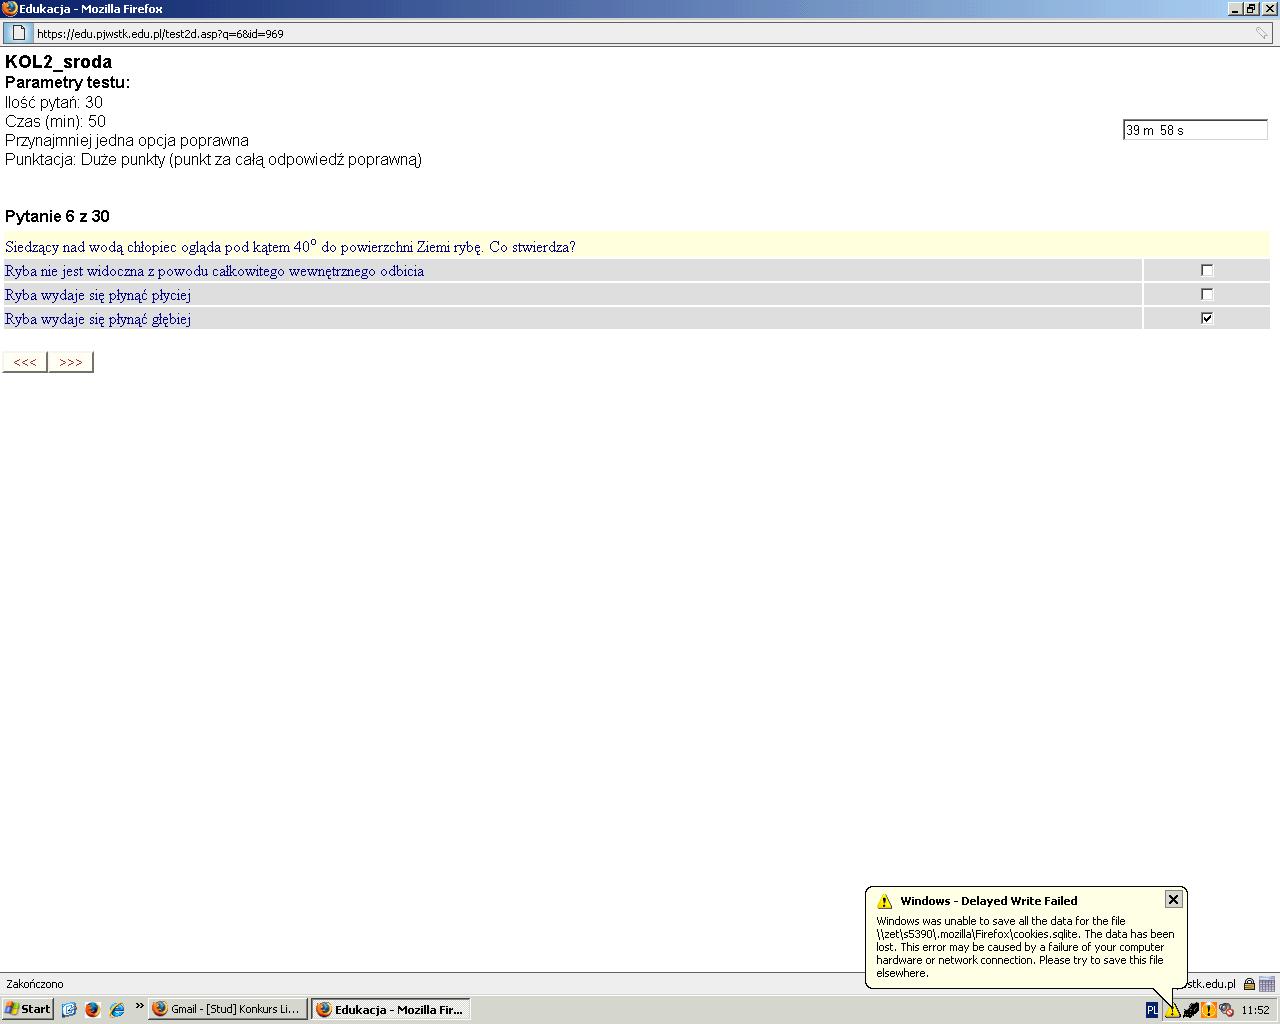 Edukacja - Mozilla Firefox
https://edu.pjwstk.edu.pl/test2d.asp?q=6&id=969
KOL2_sroda
Parametry testu:
Ilość pytań: 30
Czas (min): 50
Przynajmniej jedna opcja poprawna
Punktacja: Duże punkty (punkt za całą odpowiedź poprawną)
39 m 58 s
Pytanie 6 z 30
Siedzący nad wodą chłopiec ogląda pod kątem 40º do powierzchni Ziemi rybę. Co stwierdza?
Ryba nie jest widoczna z powodu całkowitego wewnętrznego odbicia
Ryba wydaje się płynąć płyciej
Ryba wydaje się płynąć głębiej
<<< >>>
Windows - Delayed Write Failed
Windows was unable to save all the data for the file
\\zet\s5390\.mozilla\Firefox\cookies.sqlite. The data has been
lost. This error may be caused by a failure of your computer
hardware or network connection. Please try to save this file
elsewhere.
Zakończono
wstk.edu.pl
Start
»
Gmail - [Stud] Konkurs Li...
Edukacja - Mozilla Fir...
PL
11:52